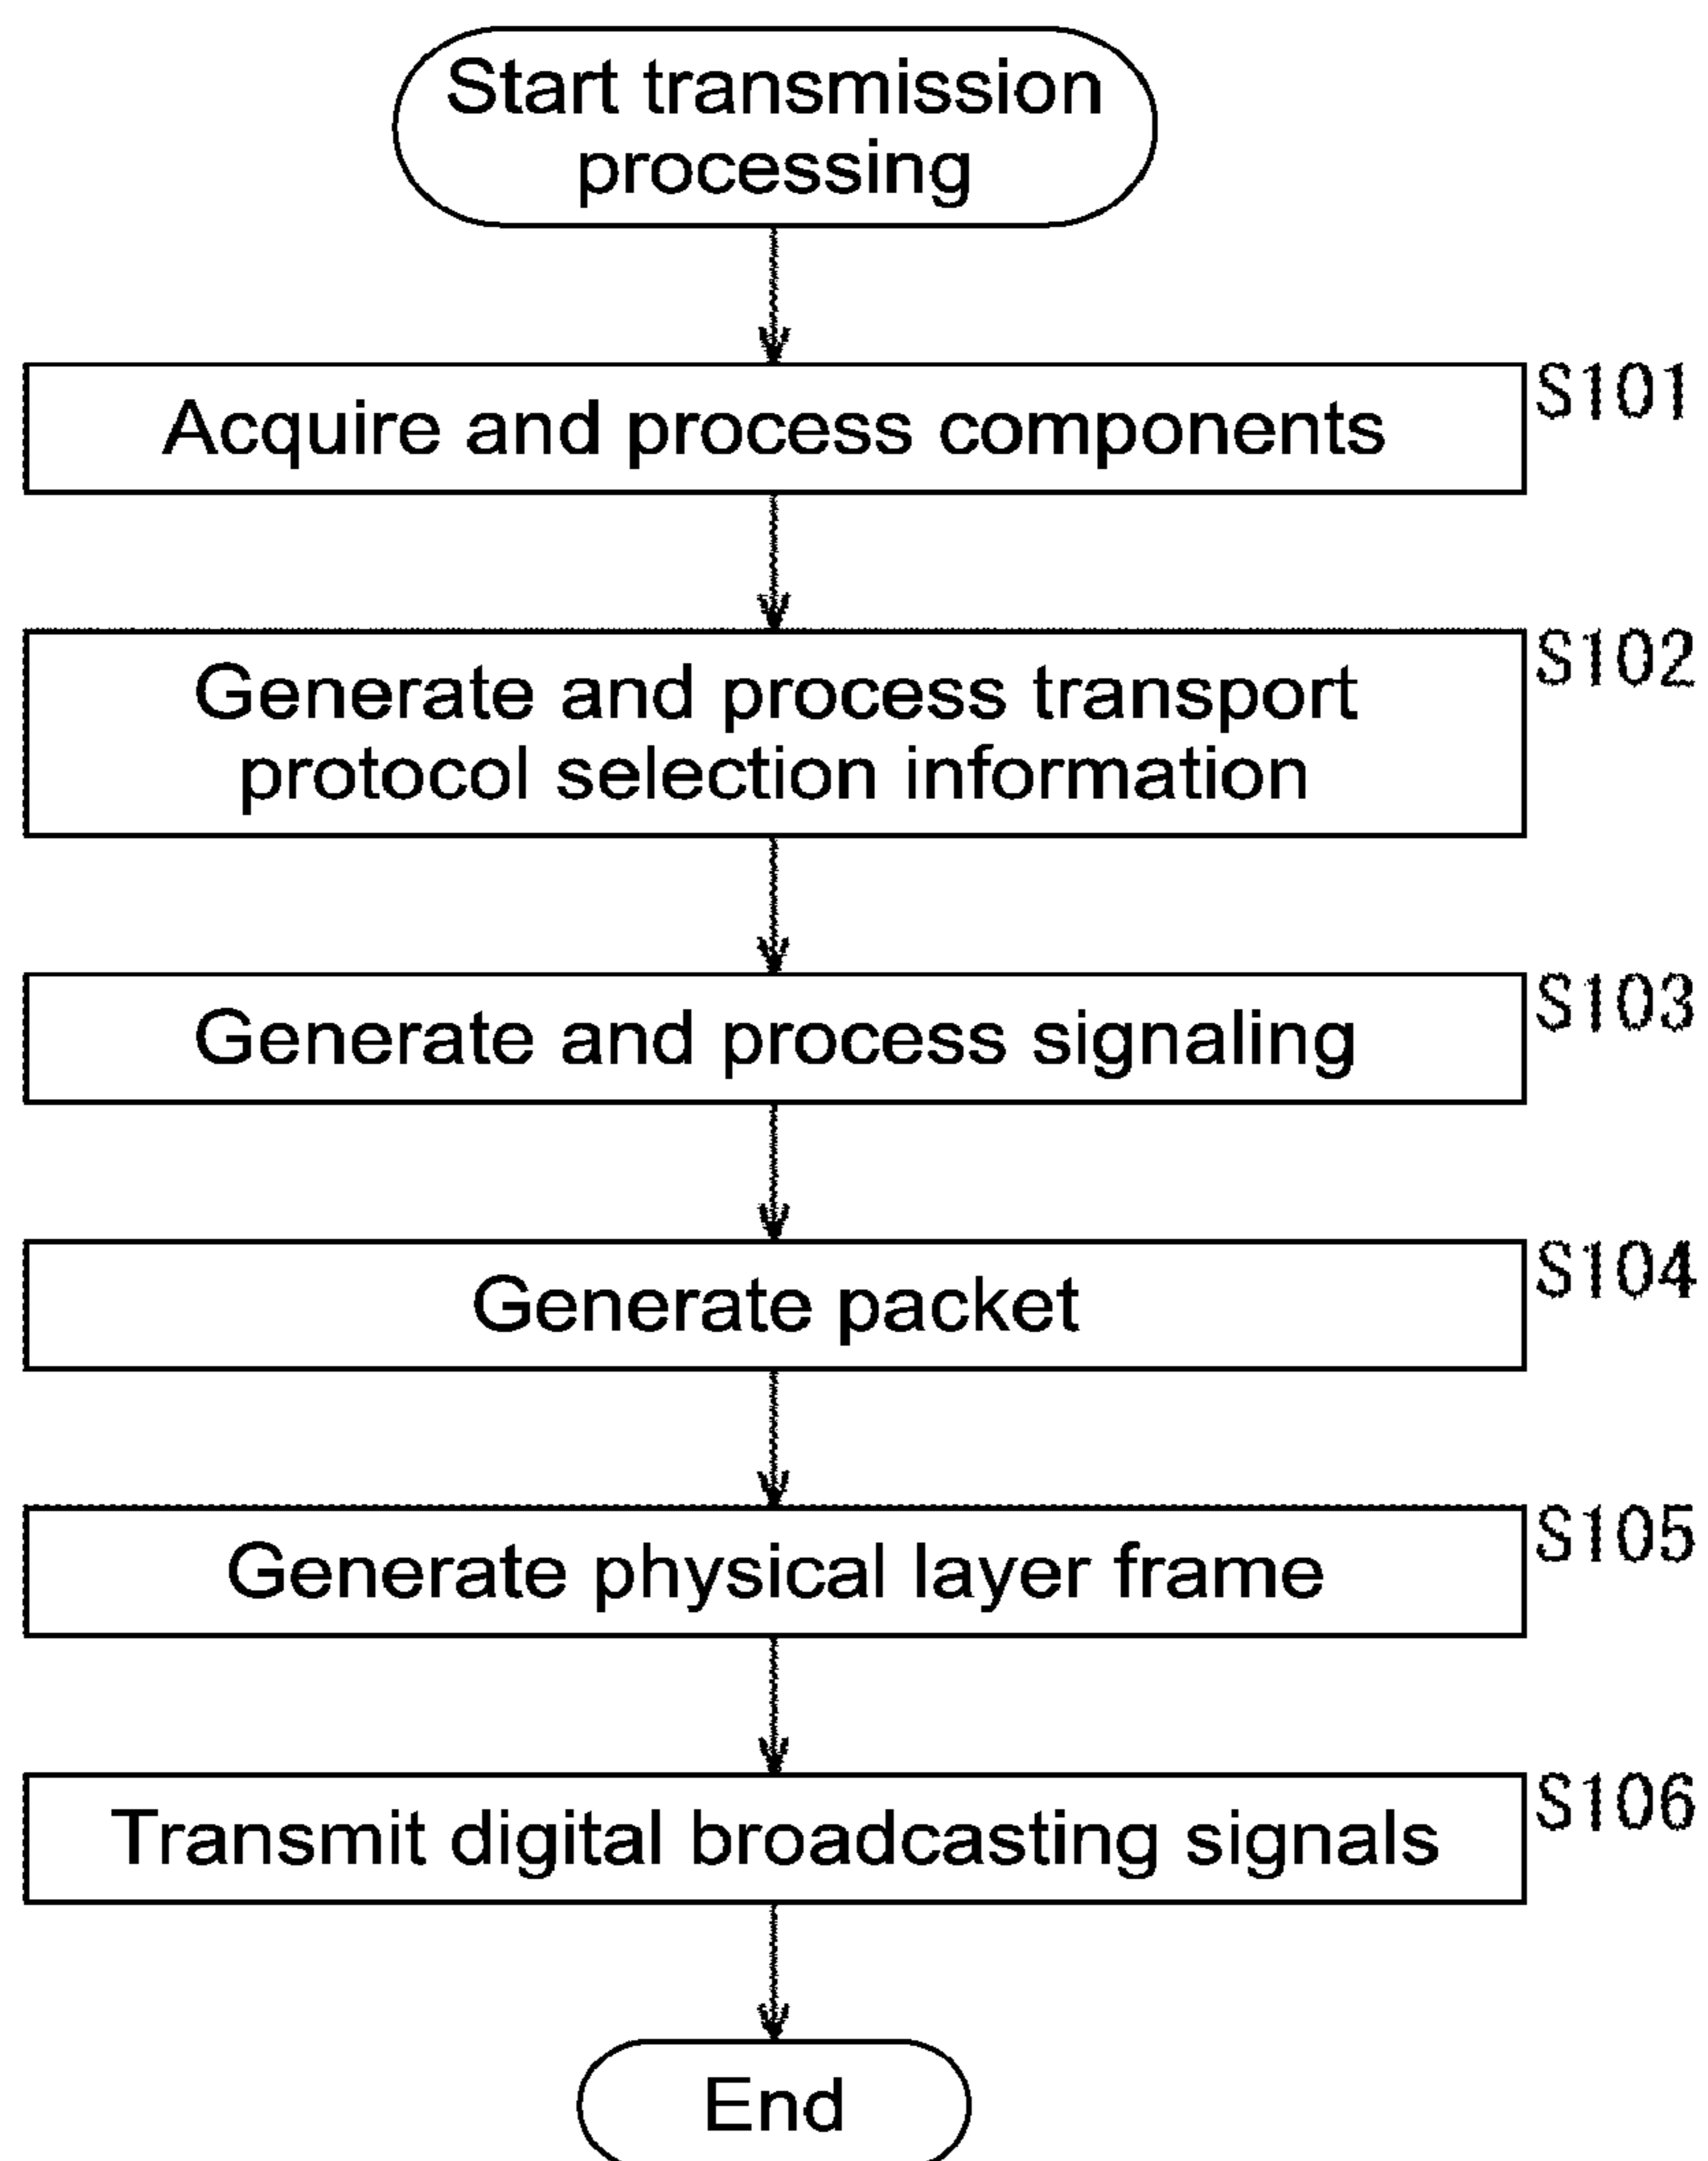 Start transmission
processing
Acquire and process components
S101
Generate and process transport
protocol selection information
S102
Generate and process signaling
S103
Generate packet
S104
Generate physical layer frame
S105
Transmit digital broadcasting signals
S106
End